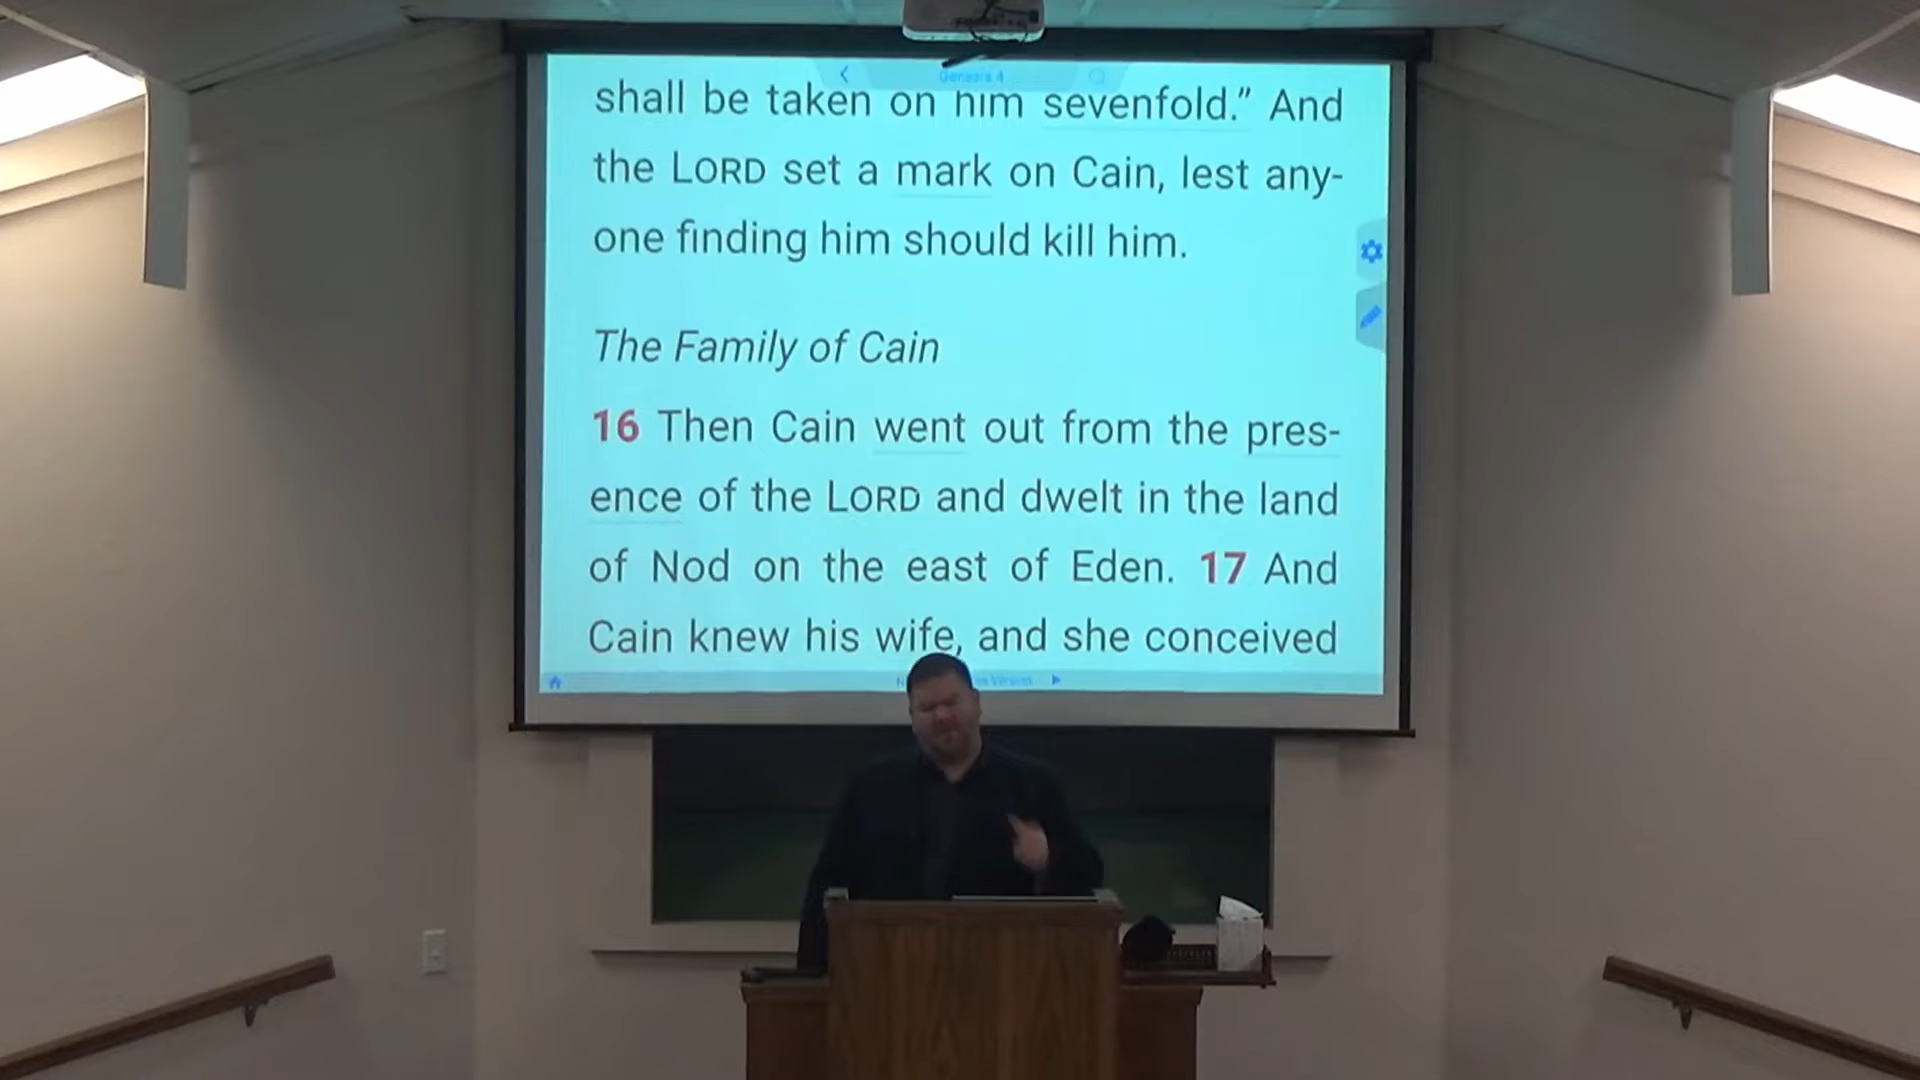 Genesis 4
shall be taken on him sevenfold.” And
the LORD set a mark on Cain, lest any-
one finding him should kill him.
The Family of Cain
16 Then Cain went out from the pres-
ence of the LORD and dwelt in the land
of Nod on the east of Eden. 17 And
Cain knew his wife, and she conceived